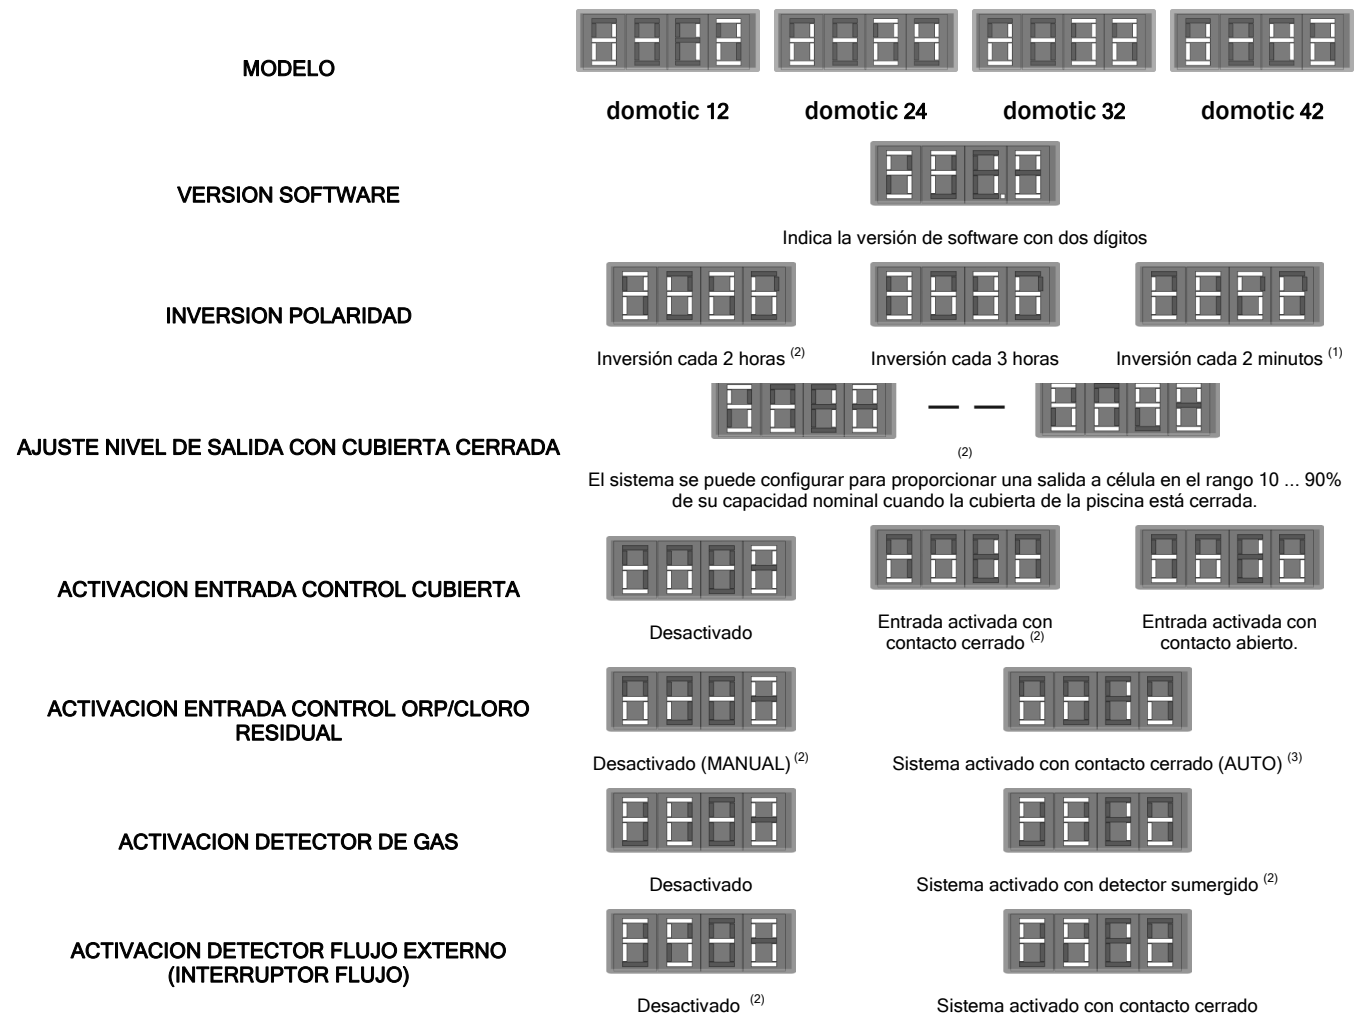 MODELO
domotic 12 domotic 24 domotic 32 domotic 42
VERSION SOFTWARE
Indica la versión de software con dos dígitos
INVERSION POLARIDAD
Inversión cada 2 horas (2) Inversión cada 3 horas Inversión cada 2 minutos (1)
AJUSTE NIVEL DE SALIDA CON CUBIERTA CERRADA
— —
(2)
El sistema se puede configurar para proporcionar una salida a célula en el rango 10 ... 90%
de su capacidad nominal cuando la cubierta de la piscina está cerrada.
ACTIVACION ENTRADA CONTROL CUBIERTA
Desactivado
Entrada activada con
contacto cerrado (2)
Entrada activada con
contacto abierto.
ACTIVACION ENTRADA CONTROL ORP/CLORO
RESIDUAL
Desactivado (MANUAL) (2) Sistema activado con contacto cerrado (AUTO) (3)
ACTIVACION DETECTOR DE GAS
Desactivado Sistema activado con detector sumergido (2)
ACTIVACION DETECTOR FLUJO EXTERNO
(INTERRUPTOR FLUJO)
Desactivado (2) Sistema activado con contacto cerrado